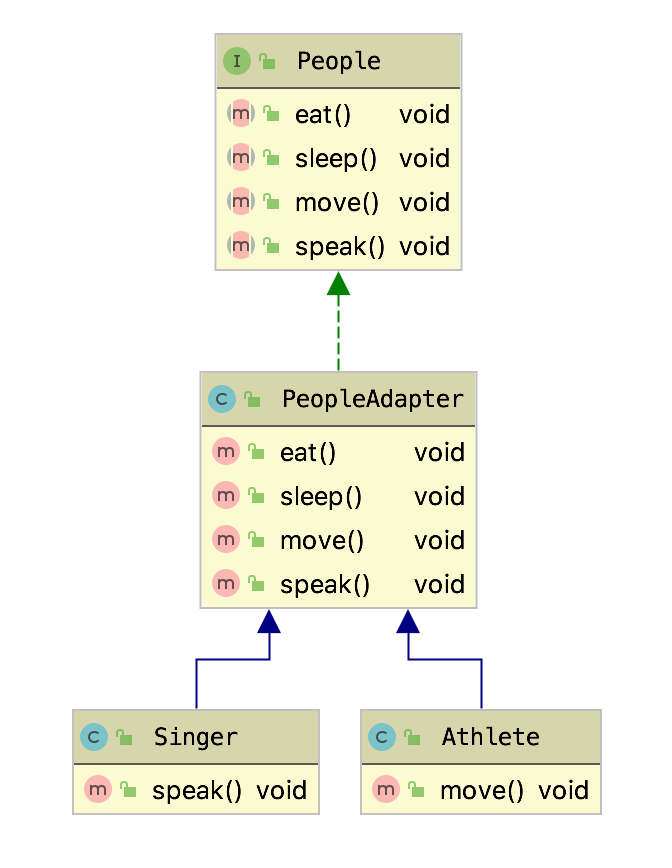 I People
m eat() void
m sleep() void
m move() void
m speak() void
C PeopleAdapter
m eat() void
m sleep() void
m move() void
m speak() void
C Singer
m speak() void
C Athlete
m move() void